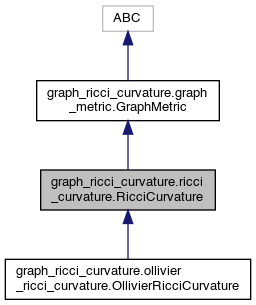 ABC
graph_ricci_curvature.graph
_metric.GraphMetric
graph_ricci_curvature.ricci
_curvature.RicciCurvature
graph_ricci_curvature.ollivier
_ricci_curvature.OllivierRicciCurvature